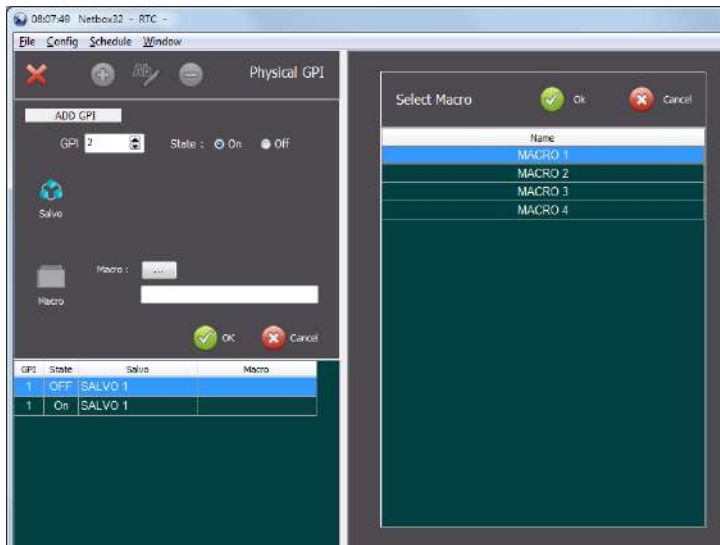 08:07:49 Netbox32 - RTC -
File Config Schedule Window
Ab
Physical GPI
ADD GPI
GPI 2 State : On Off
Salvo
Macro : ...
Macro
OK Cancel
GPI State Salvo Macro
1 OFF SALVO 1
1 On SALVO 1
Select Macro Ok Cancel
Name
MACRO 1
MACRO 2
MACRO 3
MACRO 4